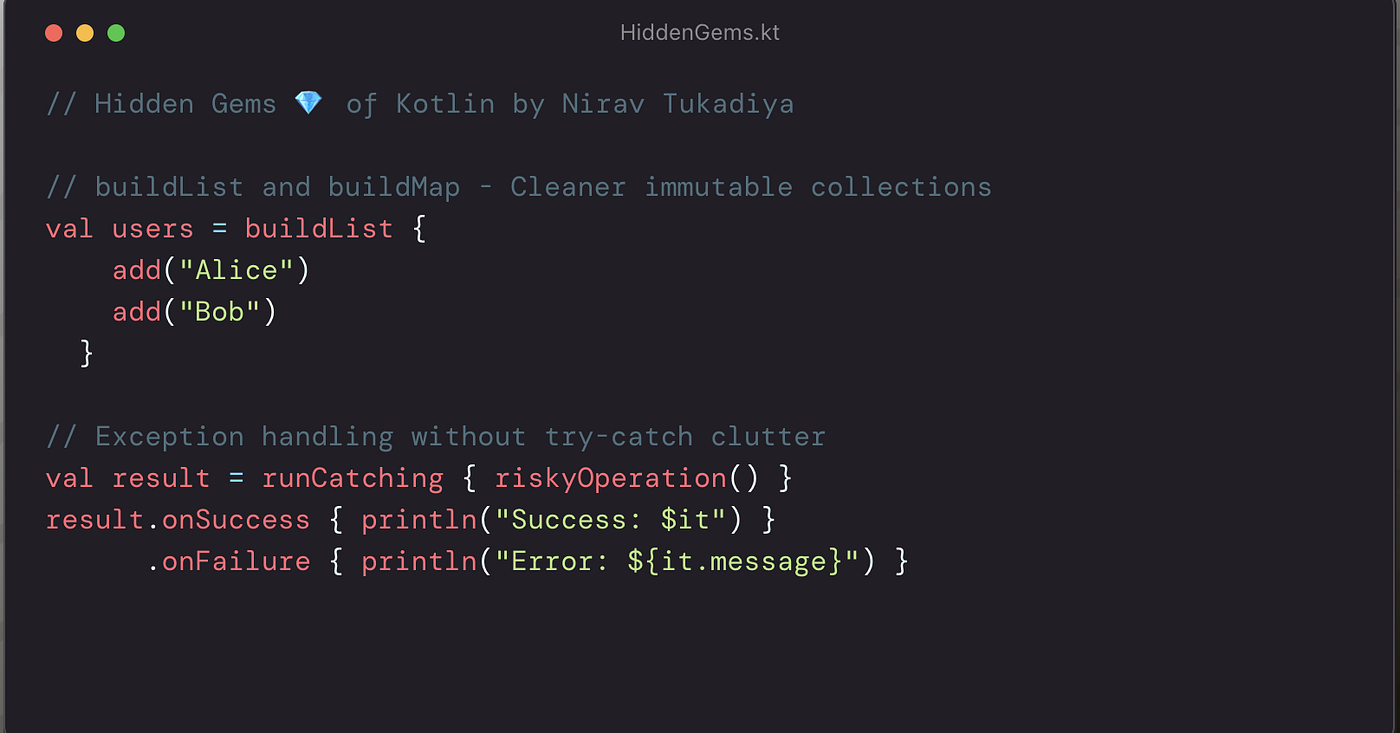 HiddenGems.kt
// Hidden Gems 💎 of Kotlin by Nirav Tukadiya
// buildList and buildMap - Cleaner immutable collections
val users = buildList {
    add("Alice")
    add("Bob")
  }
// Exception handling without try-catch clutter
val result = runCatching { riskyOperation() }
result.onSuccess { println("Success: $it") }
      .onFailure { println("Error: ${it.message}") }